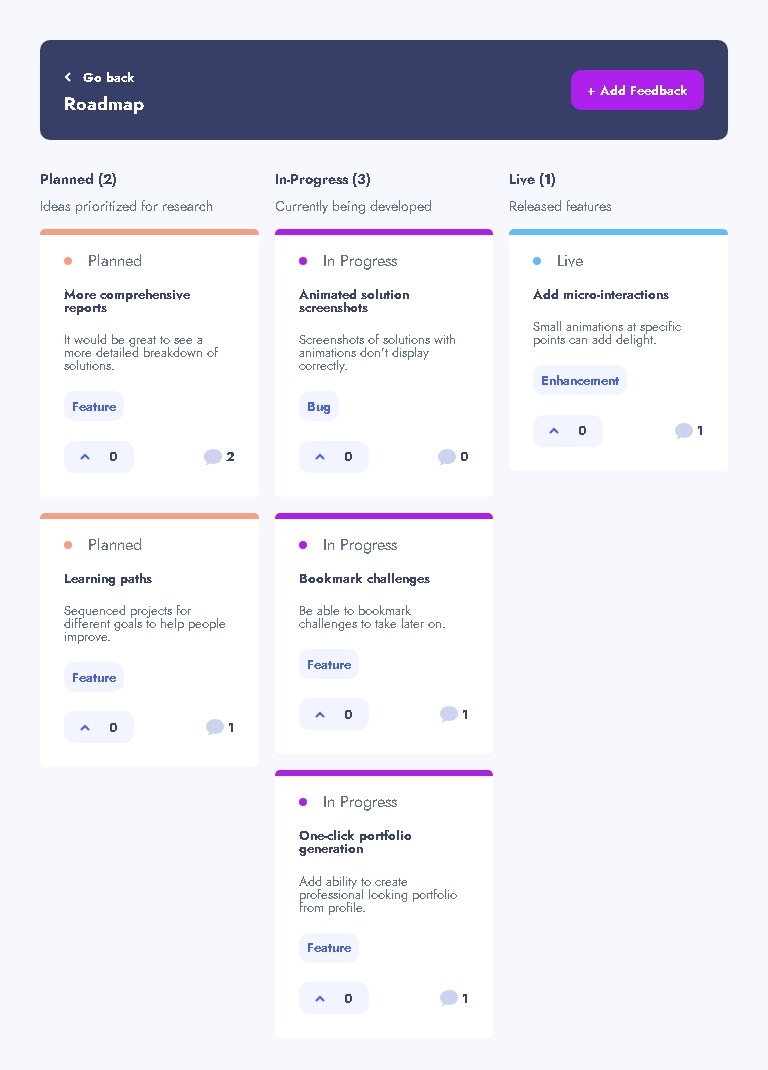 Go back
Roadmap
+ Add Feedback
Planned (2)
Ideas prioritized for research
Planned
More comprehensive
reports
It would be great to see a
more detailed breakdown of
solutions.
Feature
0
2
Planned
Learning paths
Sequenced projects for
different goals to help people
improve.
Feature
0
1
In-Progress (3)
Currently being developed
In Progress
Animated solution
screenshots
Screenshots of solutions with
animations don't display
correctly.
Bug
0
0
In Progress
Bookmark challenges
Be able to bookmark
challenges to take later on.
Feature
0
1
In Progress
One-click portfolio
generation
Add ability to create
professional looking portfolio
from profile.
Feature
0
1
Live (1)
Released features
Live
Add micro-interactions
Small animations at specific
points can add delight.
Enhancement
0
1